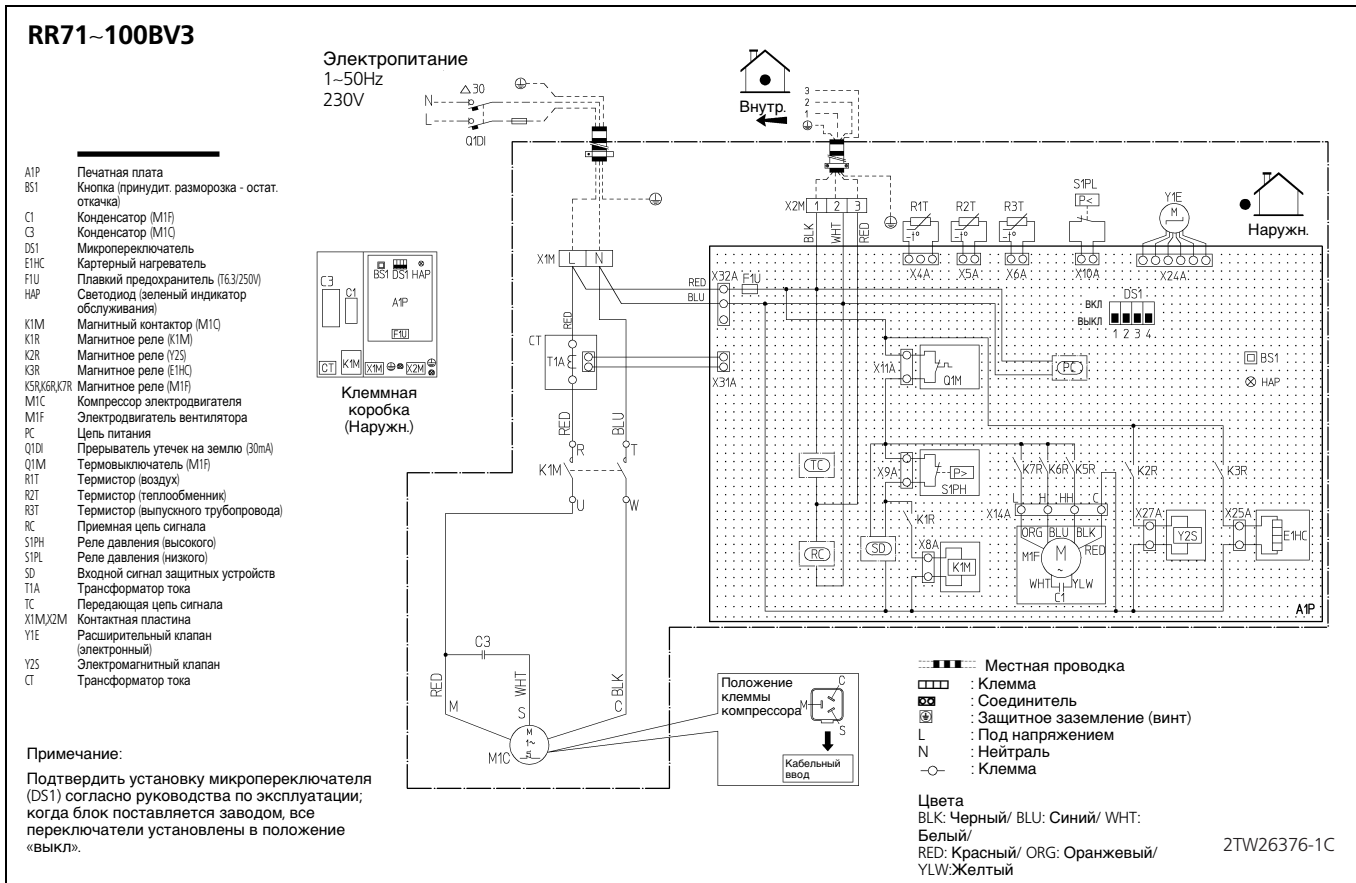 RR71~100BV3
Электропитание
1~50Hz
230V
N
L
30
Q1DI
Внутр.
3
2
1
A1P Печатная плата
BS1 Кнопка (принудит. разморозка - остат.
откачка)
C1 Конденсатор (M1F)
C3 Конденсатор (M1C)
DS1 Микропереключатель
E1HC Картерный нагреватель
F1U Плавкий предохранитель (T6.3/250V)
HAP Светодиод (зеленый индикатор
обслуживания)
K1M Магнитный контактор (M1C)
K1R Магнитное реле (K1M)
K2R Магнитное реле (Y2S)
K3R Магнитное реле (E1HC)
K5R,K6R,K7R Магнитное реле (M1F)
M1C Компрессор электродвигателя
M1F Электродвигатель вентилятора
PC Цепь питания
Q1DI Прерыватель утечек на землю (30mA)
Q1M Термовыключатель (M1F)
R1T Термистор (воздух)
R2T Термистор (теплообменник)
R3T Термистор (выпускного трубопровода)
RC Приемная цепь сигнала
S1PH Реле давления (высокого)
S1PL Реле давления (низкого)
SD Входной сигнал защитных устройств
T1A Трансформатор тока
TC Передающая цепь сигнала
X1M,X2M Контактная пластина
Y1E Расширительный клапан
(электронный)
Y2S Электромагнитный клапан
CT Трансформатор тока
C3
C1
BS1 DS1 HAP
A1P
F1U
CT K1M X1M X2M
Клеммная
коробка
(Наружн.)
X1M L N
RED
CT
T1A
RED
BLU
R
T
K1M
U
W
C3
RED
WHT
BLK
M
S
C
M
1~
M1C
X2M 1 2 3
BLK
WHT
RED
R1T R2T R3T
-t° -t° -t°
X4A X5A X6A
S1PL
P<
X10A
Y1E
M
X24A
Наружн.
RED
BLU
X32A
F1U
X31A
DS1
ВКЛ
ВЫКЛ
1 2 3 4
BS1
HAP
X11A
Q1M
PC
TC
RC
X9A
P>
S1PH
SD
K1R
X8A
K1M
K7R K6R K5R
K2R
K3R
L H HH C
X14A
ORG BLU BLK
RED
M1F
M
~
WHT YLW
C1
X27A
Y2S
X25A
E1HC
A1P
Положение
клеммы
компрессора
C
M
S
Кабельный
ввод
Местная проводка
: Клемма
: Соединитель
: Защитное заземление (винт)
L : Под напряжением
N : Нейтраль
: Клемма
Цвета
BLK: Черный/ BLU: Синий/ WHT:
Белый/
RED: Красный/ ORG: Оранжевый/
YLW:Желтый
2TW26376-1C
Примечание:
Подтвердить установку микропереключателя
(DS1) согласно руководства по эксплуатации;
когда блок поставляется заводом, все
переключатели установлены в положение
«выкл».